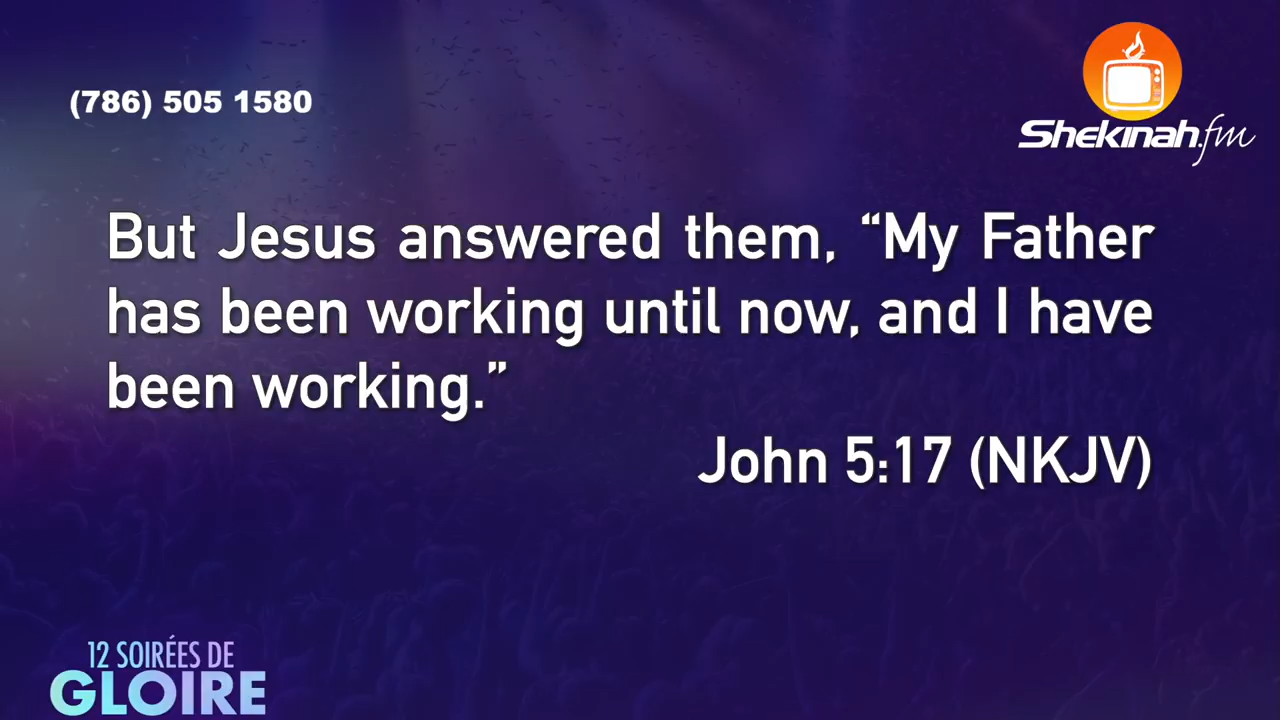 (786) 505 1580
Shekinah.fm
But Jesus answered them, “My Father
has been working until now, and I have
been working.”
John 5:17 (NKJV)
12 SOIRÉES DE
GLOIRE